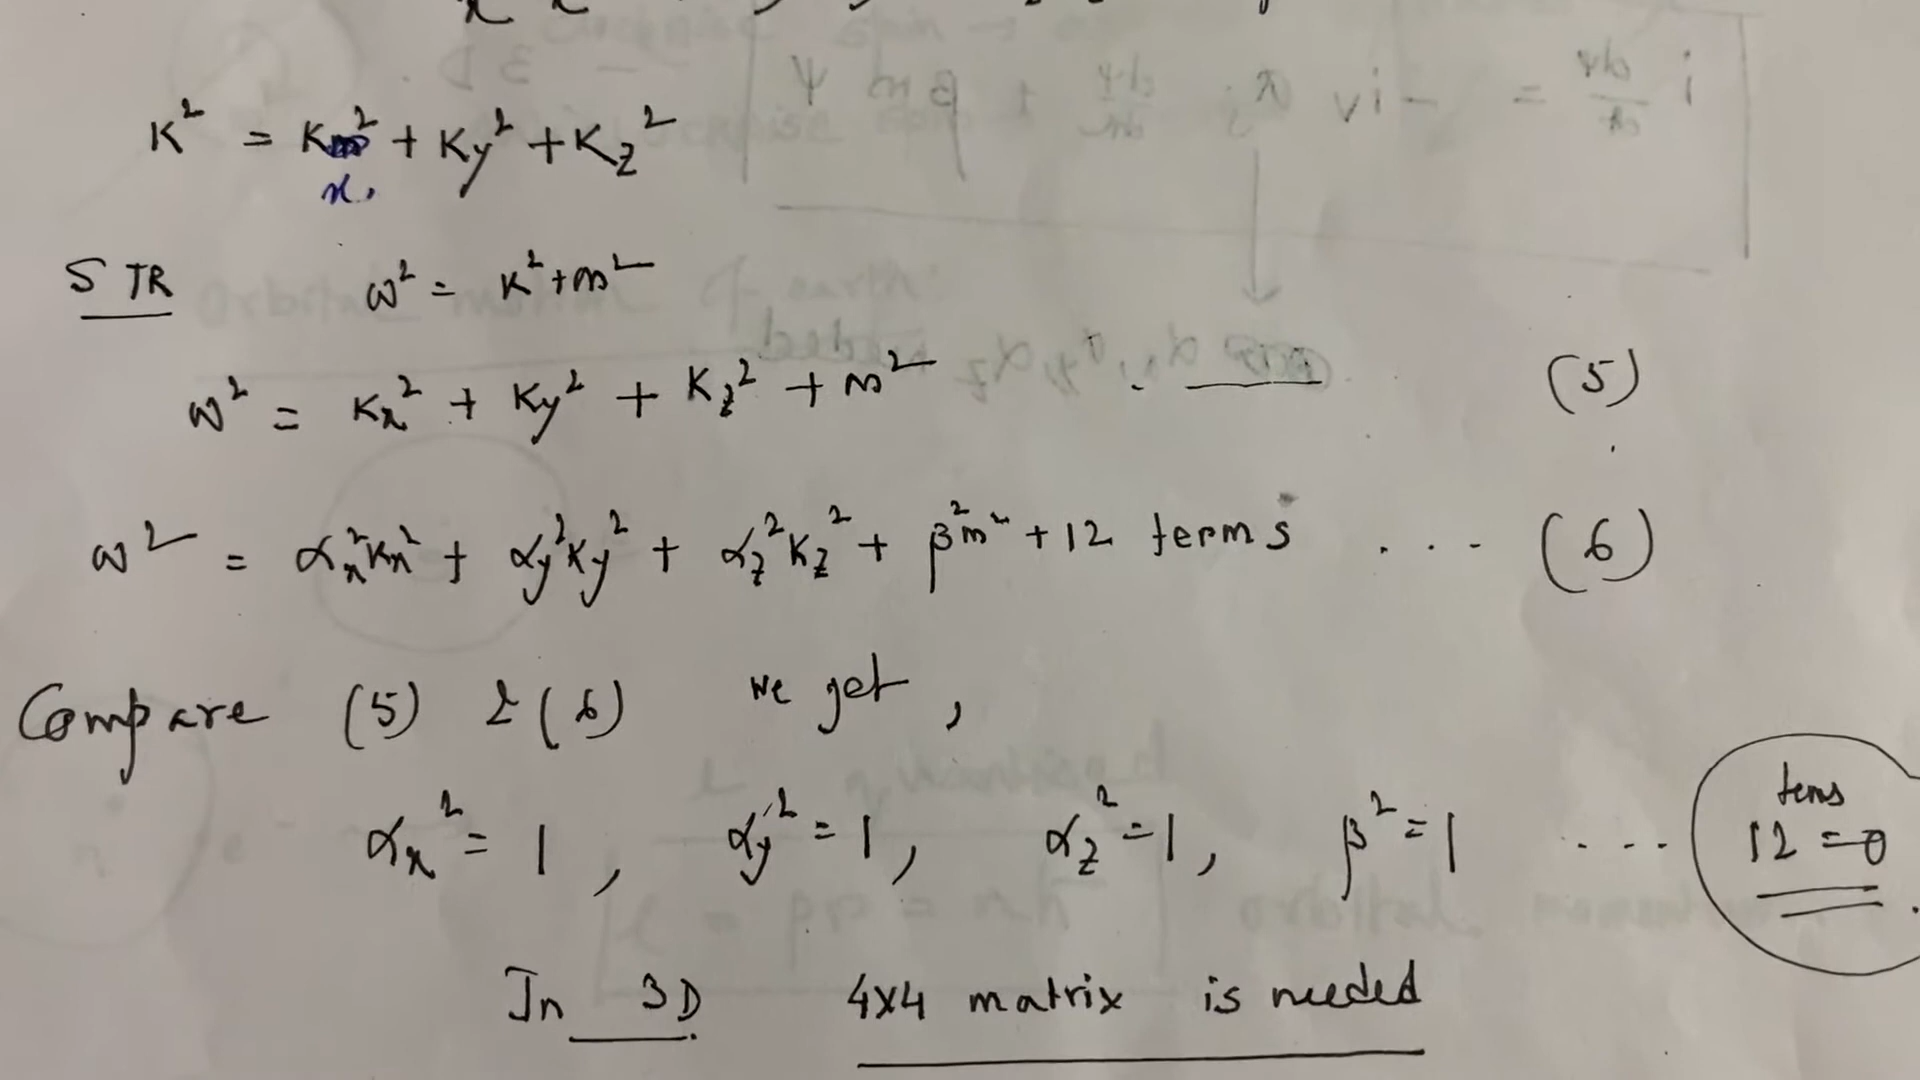 K² = Kx² + Ky² + Kz²
STR ω² = K² + m²
ω² = Kx² + Ky² + Kz² + m² . —— (5)
ω² = αx²Kx² + αy²Ky² + αz²Kz² + β²m² + 12 terms ... (6)
Compare (5) & (6) we get,
αx² = 1, αy² = 1, αz² = 1, β² = 1 ...
terms
12 = 0
In 3D 4x4 matrix is needed